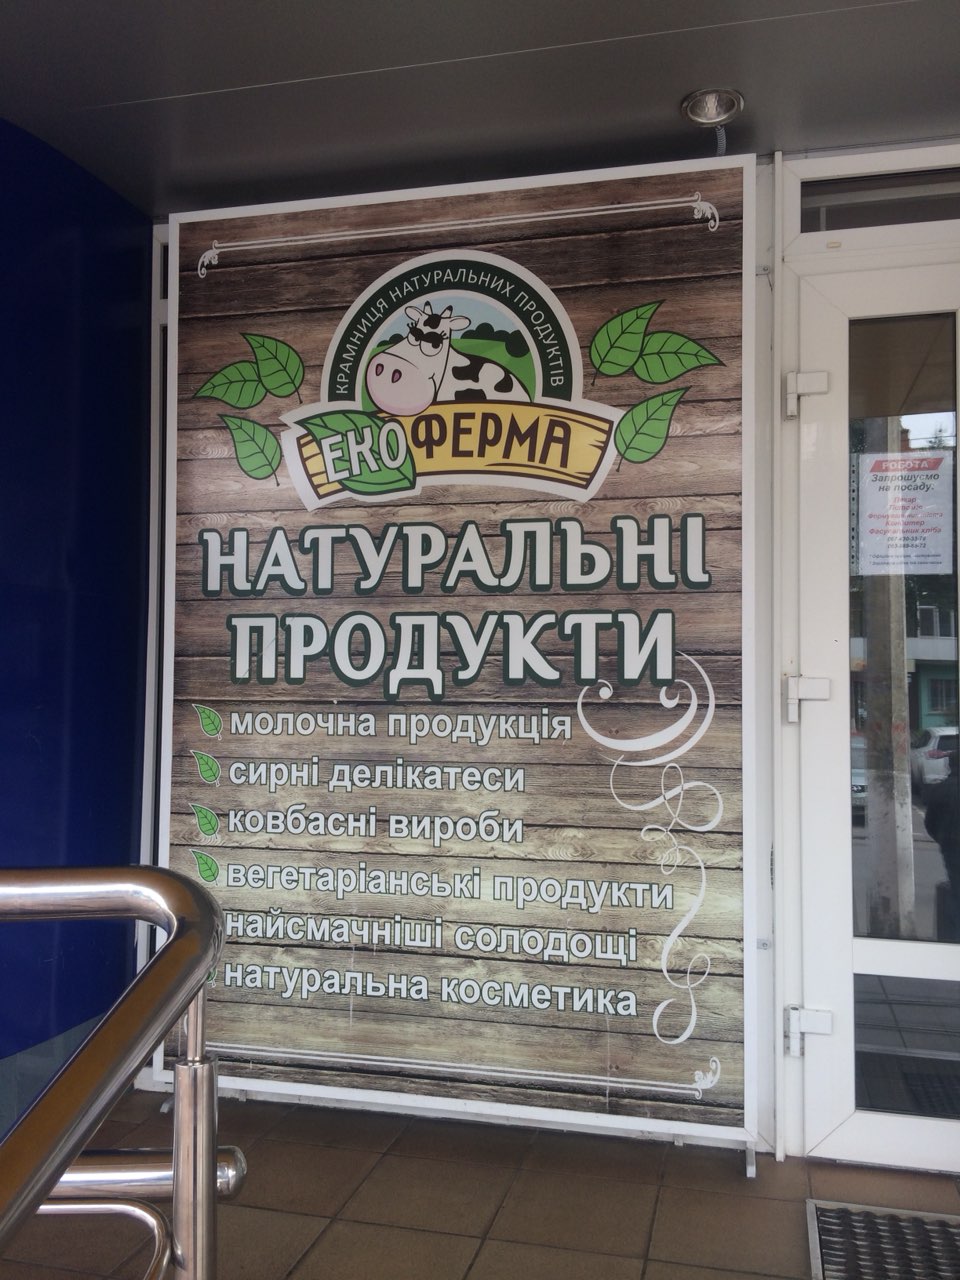 КРАМНИЦЯ НАТУРАЛЬНИХ ПРОДУКТІВ
ЕКО ФЕРМА
НАТУРАЛЬНІ
ПРОДУКТИ
молочна продукція
сирні делікатеси
ковбасні вироби
вегетаріанські продукти
найсмачніші солодощі
натуральна косметика
РОБОТА
Запрошуємо
на посаду:
Пекар